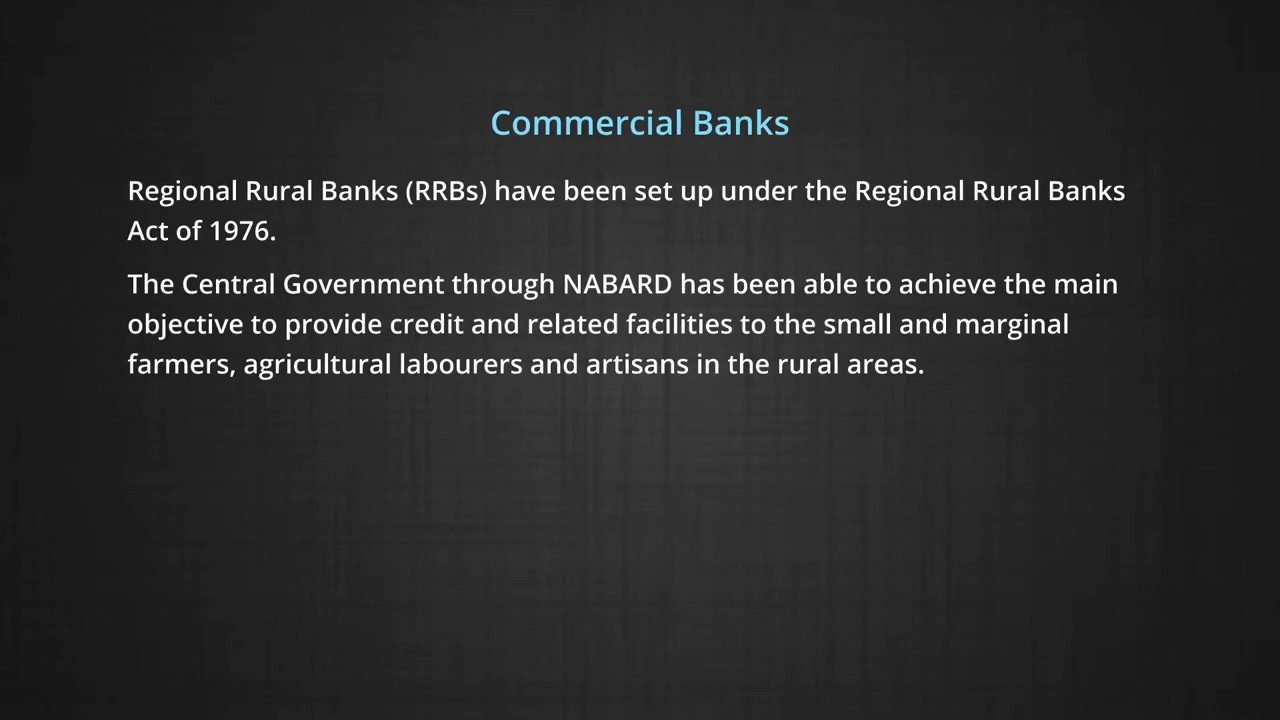 Commercial Banks
Regional Rural Banks (RRBs) have been set up under the Regional Rural Banks
Act of 1976.
The Central Government through NABARD has been able to achieve the main
objective to provide credit and related facilities to the small and marginal
farmers, agricultural labourers and artisans in the rural areas.